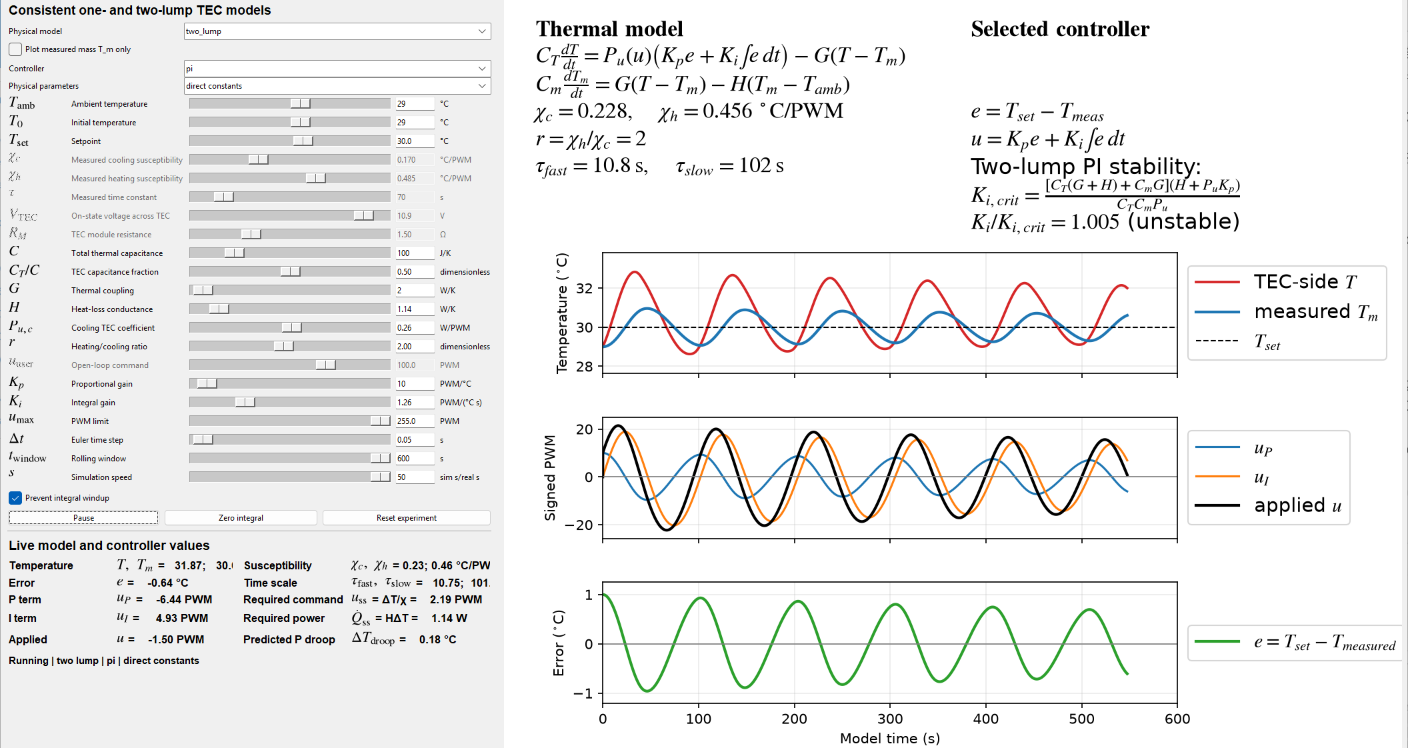 Consistent one- and two-lump TEC models
Physical model two_lump
Plot measured mass T_m only
Controller pi
Physical parameters direct constants
T_amb Ambient temperature 29 °C
T_0 Initial temperature 29 °C
T_set Setpoint 30.0 °C
χ_c Measured cooling susceptibility 0.170 °C/PWM
χ_h Measured heating susceptibility 0.485 °C/PWM
τ Measured time constant 70 s
V_TEC On-state voltage across TEC 10.9 V
R_M TEC module resistance 1.50 Ω
C Total thermal capacitance 100 J/K
C_T/C TEC capacitance fraction 0.50 dimensionless
G Thermal coupling 2 W/K
H Heat-loss conductance 1.14 W/K
P_u,c Cooling TEC coefficient 0.26 W/PWM
r Heating/cooling ratio 2.00 dimensionless
u_user Open-loop command 100.0 PWM
K_p Proportional gain 10 PWM/°C
K_i Integral gain 1.26 PWM/(°C s)
u_max PWM limit 255.0 PWM
Δt Euler time step 0.05 s
t_window Rolling window 600 s
s Simulation speed 50 sim s/real s
Prevent integral windup
Pause Zero integral Reset experiment
Live model and controller values
Temperature T, T_m = 31.87; 30.( Susceptibility χ_c, χ_h = 0.23; 0.46 °C/PW
Error e = -0.64 °C Time scale τ_fast, τ_slow = 10.75; 101.
P term u_P = -6.44 PWM Required command u_ss = ΔT/χ = 2.19 PWM
I term u_I = 4.93 PWM Required power Q̇_ss = HΔT = 1.14 W
Applied u = -1.50 PWM Predicted P droop ΔT_droop = 0.18 °C
Running | two lump | pi | direct constants
Thermal model
C_T dT/dt = P_u(u)(K_p e + K_i ∫e dt) − G(T − T_m)
C_m dT_m/dt = G(T − T_m) − H(T_m − T_amb)
χ_c = 0.228, χ_h = 0.456 °C/PWM
r = χ_h/χ_c = 2
τ_fast = 10.8 s, τ_slow = 102 s
Selected controller
e = T_set − T_meas
u = K_p e + K_i ∫e dt
Two-lump PI stability:
K_i,crit = [C_T(G + H) + C_m G](H + P_u K_p) / C_T C_m P_u
K_i/K_i,crit = 1.005 (unstable)
Temperature (°C)
32
30
28
TEC-side T
measured T_m
T_set
Signed PWM
20
0
−20
u_P
u_I
applied u
Error (°C)
1
0
−1
e = T_set − T_measured
0 100 200 300 400 500 600
Model time (s)